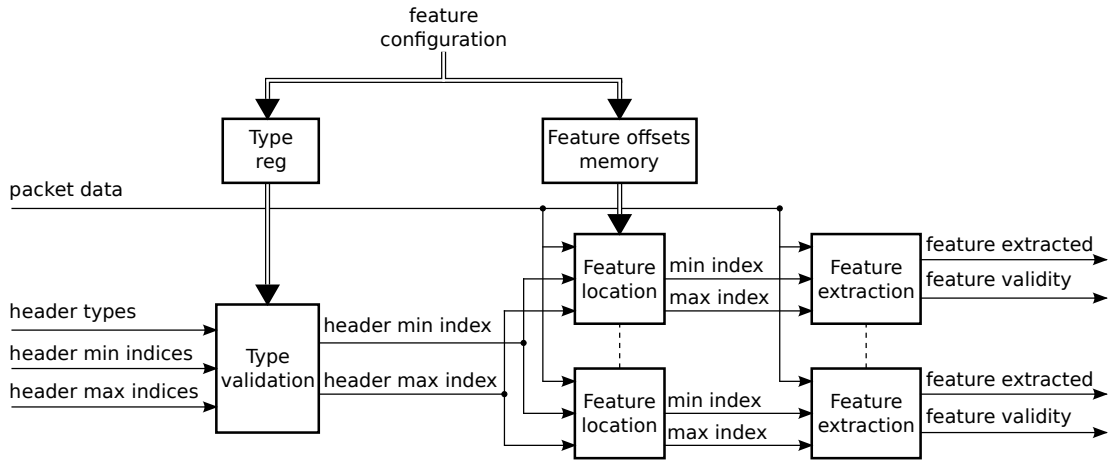 feature
configuration
Type
reg
Feature offsets
memory
packet data
Feature
location
min index
max index
Feature
extraction
feature extracted
feature validity
header types
header min indices
header max indices
Type
validation
header min index
header max index
Feature
location
min index
max index
Feature
extraction
feature extracted
feature validity